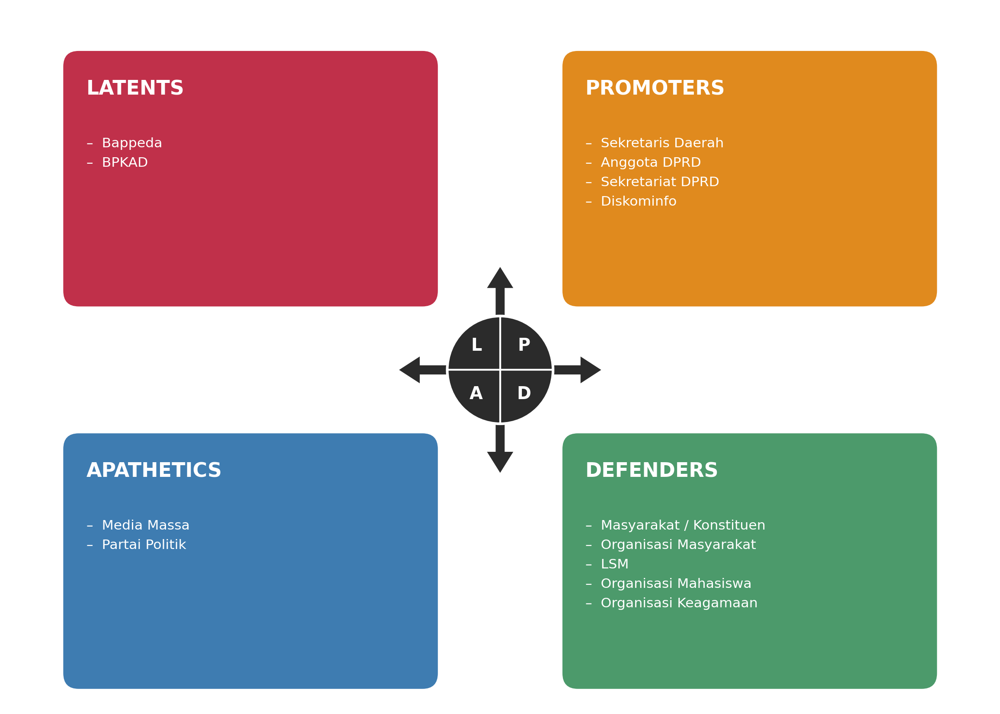 LATENTS
– Bappeda
– BPKAD
PROMOTERS
– Sekretaris Daerah
– Anggota DPRD
– Sekretariat DPRD
– Diskominfo
L P
A D
APATHETICS
– Media Massa
– Partai Politik
DEFENDERS
– Masyarakat / Konstituen
– Organisasi Masyarakat
– LSM
– Organisasi Mahasiswa
– Organisasi Keagamaan